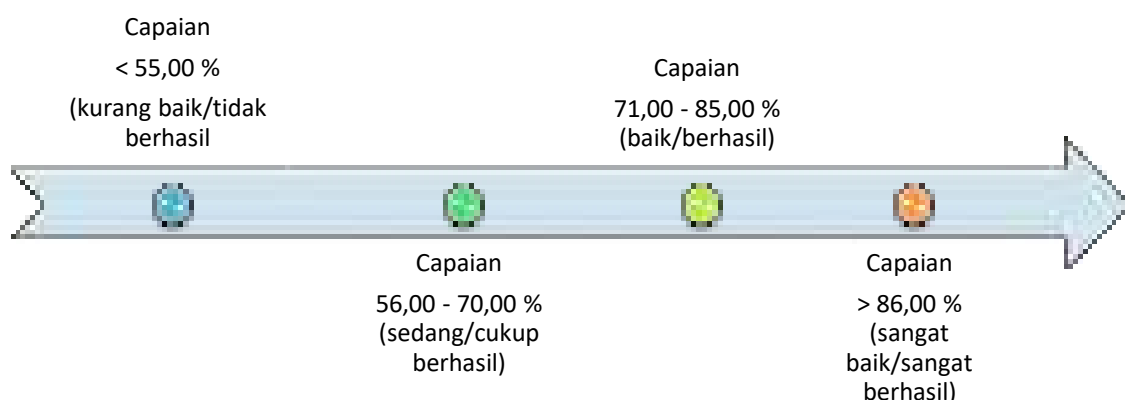 Capaian
< 55,00 %
(kurang baik/tidak
berhasil
Capaian
56,00 - 70,00 %
(sedang/cukup
berhasil)
Capaian
71,00 - 85,00 %
(baik/berhasil)
Capaian
> 86,00 %
(sangat
baik/sangat
berhasil)